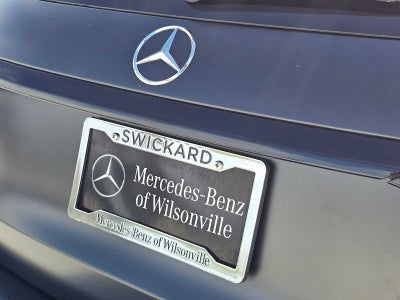 SWICKARD
Mercedes-Benz
of Wilsonville
Mercedes-Benz of Wilsonville